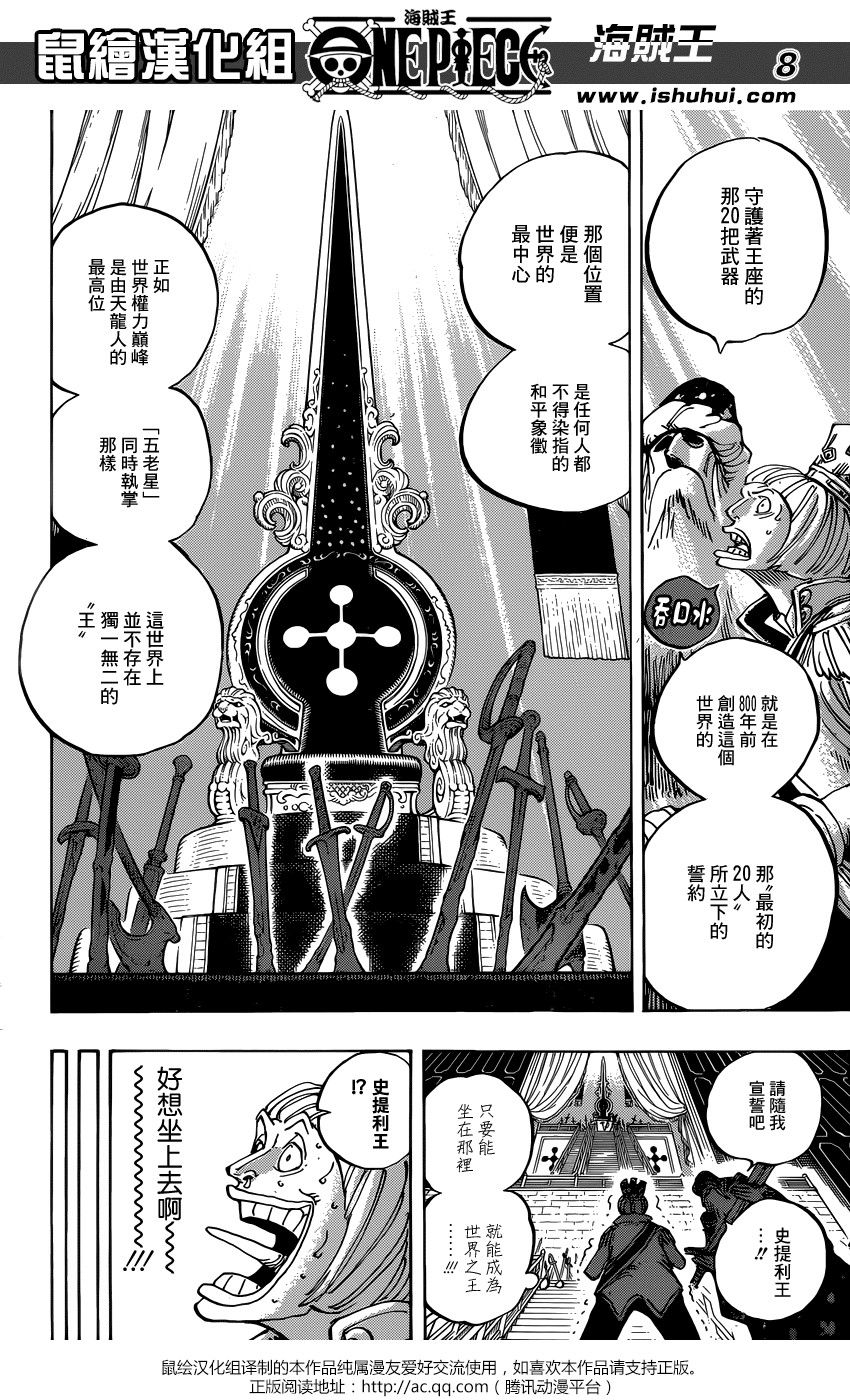 鼠繪漢化組
海賊王
ONE PIECE
海賊王
8
www.ishuhui.com
守護著王座的
那20把武器
吞口水
就是在
800年前
創造這個
世界的
那〝最初的
20人〞
所立下的
誓約
那個位置
便是
世界的
最中心
是任何人都
不得染指的
和平象徵
正如
世界權力巔峰
是由天龍人的
最高位
「五老星」
同時執掌
那樣
這世界上
並不存在
獨一無二的
〝王〞
請隨我
宣誓吧
史提利王
……!!
只要能
坐在那裡
就能成為
世界之王
……!!!
史提利王
!?
好想坐上去啊
!!!
鼠绘汉化组译制的本作品纯属漫友爱好交流使用，如喜欢本作品请支持正版。
正版阅读地址：http://ac.qq.com（腾讯动漫平台）